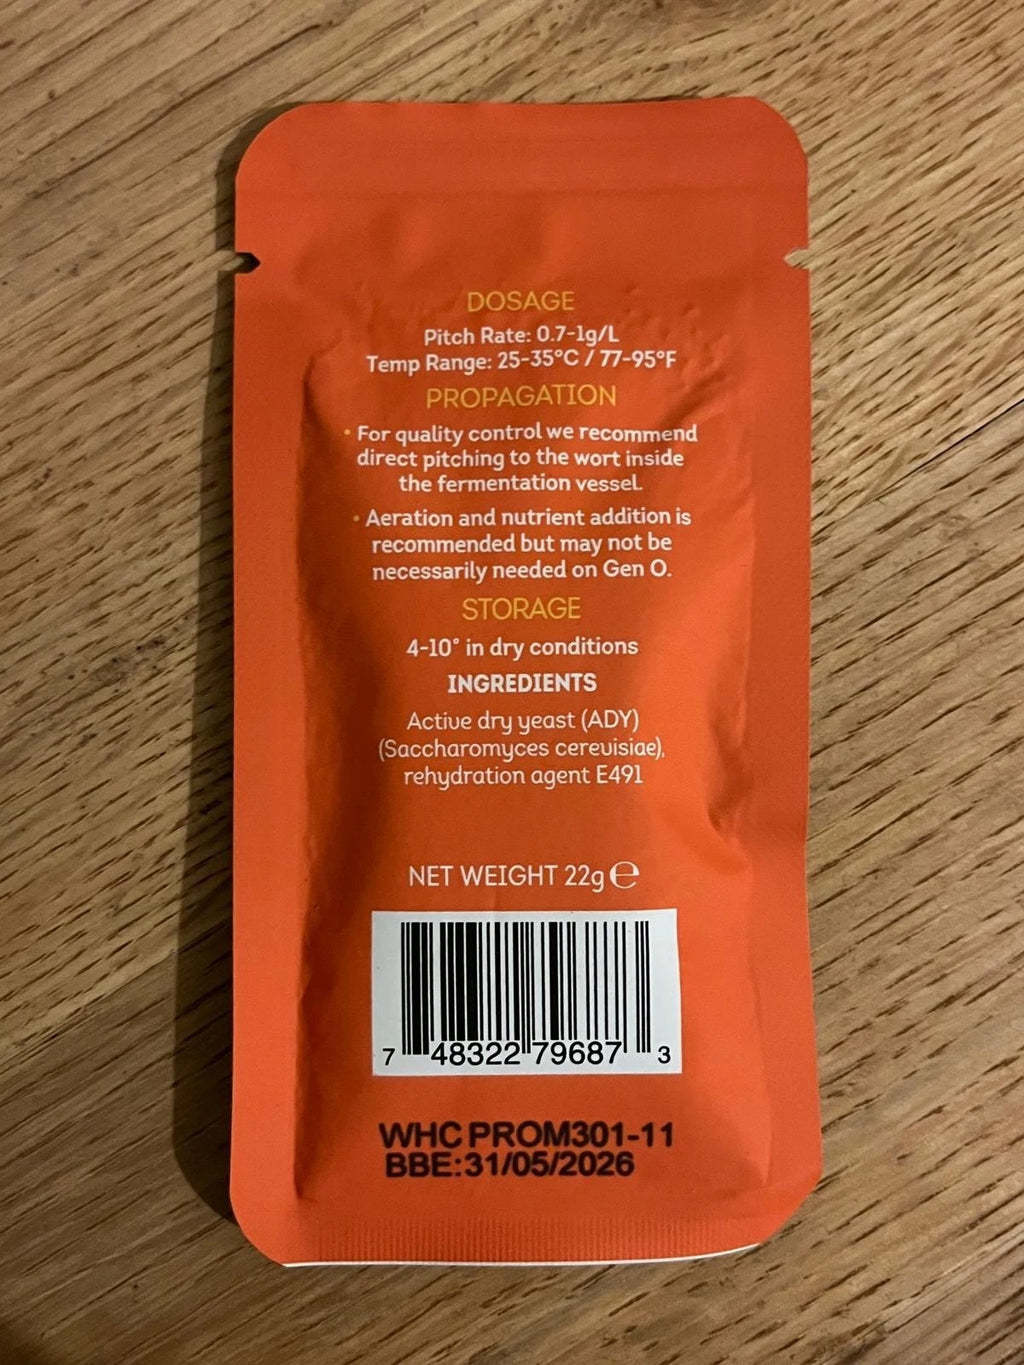 DOSAGE
Pitch Rate: 0.7-1g/L
Temp Range: 25-35°C / 77-95°F
PROPAGATION
• For quality control we recommend
direct pitching to the wort inside
the fermentation vessel.
• Aeration and nutrient addition is
recommended but may not be
necessarily needed on Gen O.
STORAGE
4-10° in dry conditions
INGREDIENTS
Active dry yeast (ADY)
(Saccharomyces cerevisiae),
rehydration agent E491
NET WEIGHT 22g ℮
7 48322 79687 3
WHC PROM301-11
BBE:31/05/2026